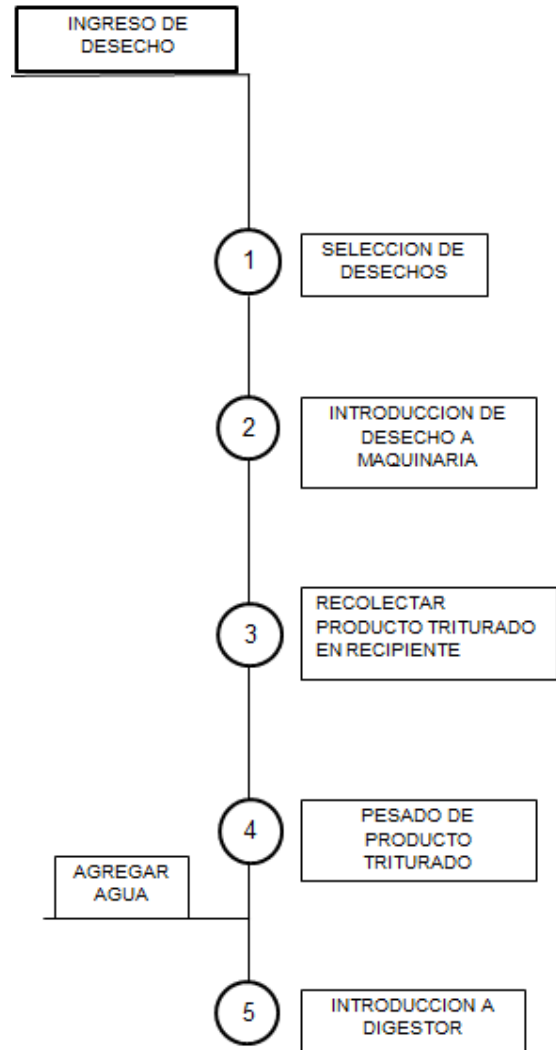 INGRESO DE
DESECHO
1
SELECCION DE
DESECHOS
2
INTRODUCCION DE
DESECHO A
MAQUINARIA
3
RECOLECTAR
PRODUCTO TRITURADO
EN RECIPIENTE
4
PESADO DE
PRODUCTO
TRITURADO
AGREGAR
AGUA
5
INTRODUCCION A
DIGESTOR